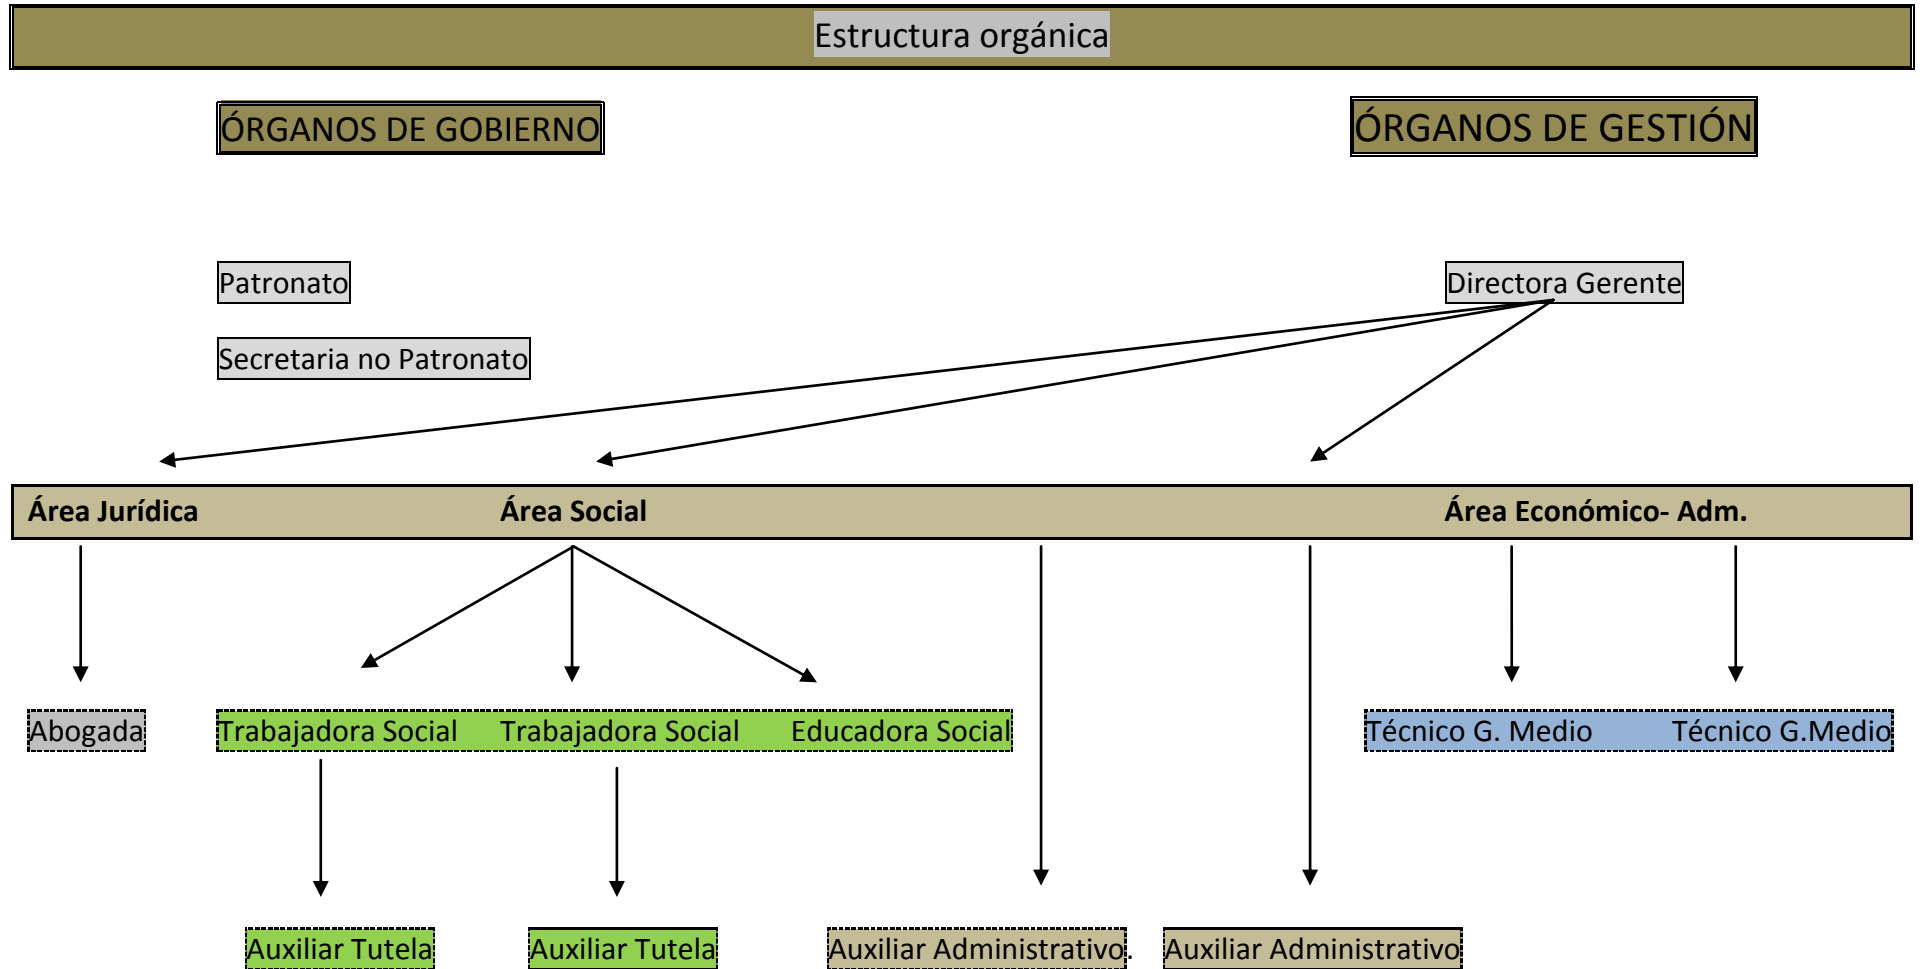 Estructura orgánica
ÓRGANOS DE GOBIERNO
ÓRGANOS DE GESTIÓN
Patronato
Directora Gerente
Secretaria no Patronato
Área Jurídica
Área Social
Área Económico- Adm.
Abogada
Trabajadora Social
Trabajadora Social
Educadora Social
Técnico G. Medio
Técnico G.Medio
Auxiliar Tutela
Auxiliar Tutela
Auxiliar Administrativo.
Auxiliar Administrativo